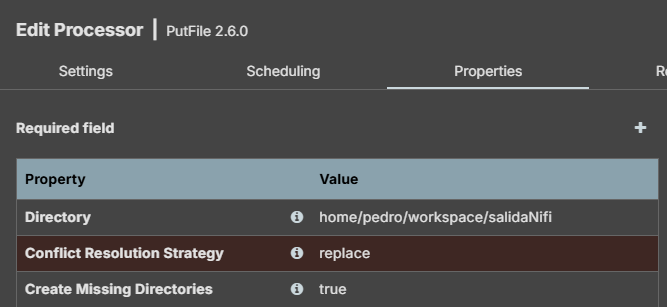 Edit Processor | PutFile 2.6.0
Settings Scheduling Properties
Required field +
Property Value
Directory home/pedro/workspace/salidaNifi
Conflict Resolution Strategy replace
Create Missing Directories true